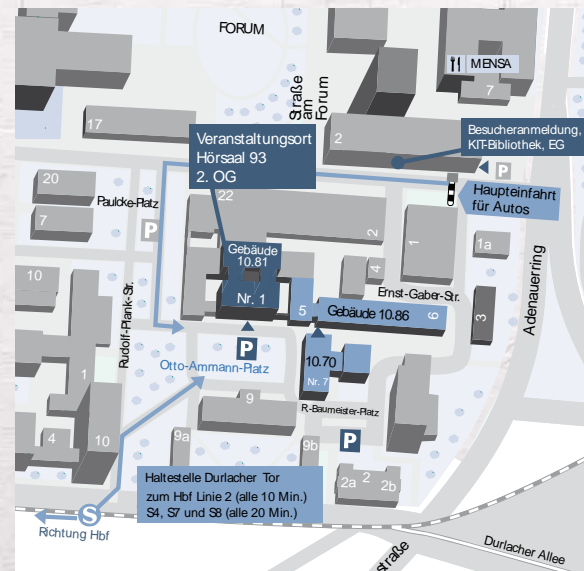 FORUM
Straße am Forum
MENSA
7
17
2
Besucheranmeldung,
KIT-Bibliothek, EG
Veranstaltungsort
Hörsaal 93
2. OG
P
Haupteinfahrt
für Autos
20
Paulcke-Platz
7
P
22
2
1
1a
Gebäude
10.81
4
10
Nr. 1
Ernst-Gaber-Str.
5
Gebäude 10.86
6
3
Adenauerring
Rudolf-Plank-Str.
P
Otto-Ammann-Platz
10.70
Nr. 7
1
9
R-Baumeister-Platz
4
10
9a
9b
P
Haltestelle Durlacher Tor
zum Hbf Linie 2 (alle 10 Min.)
S4, S7 und S8 (alle 20 Min.)
2a
2
2b
S
Richtung Hbf
straße
Durlacher Allee